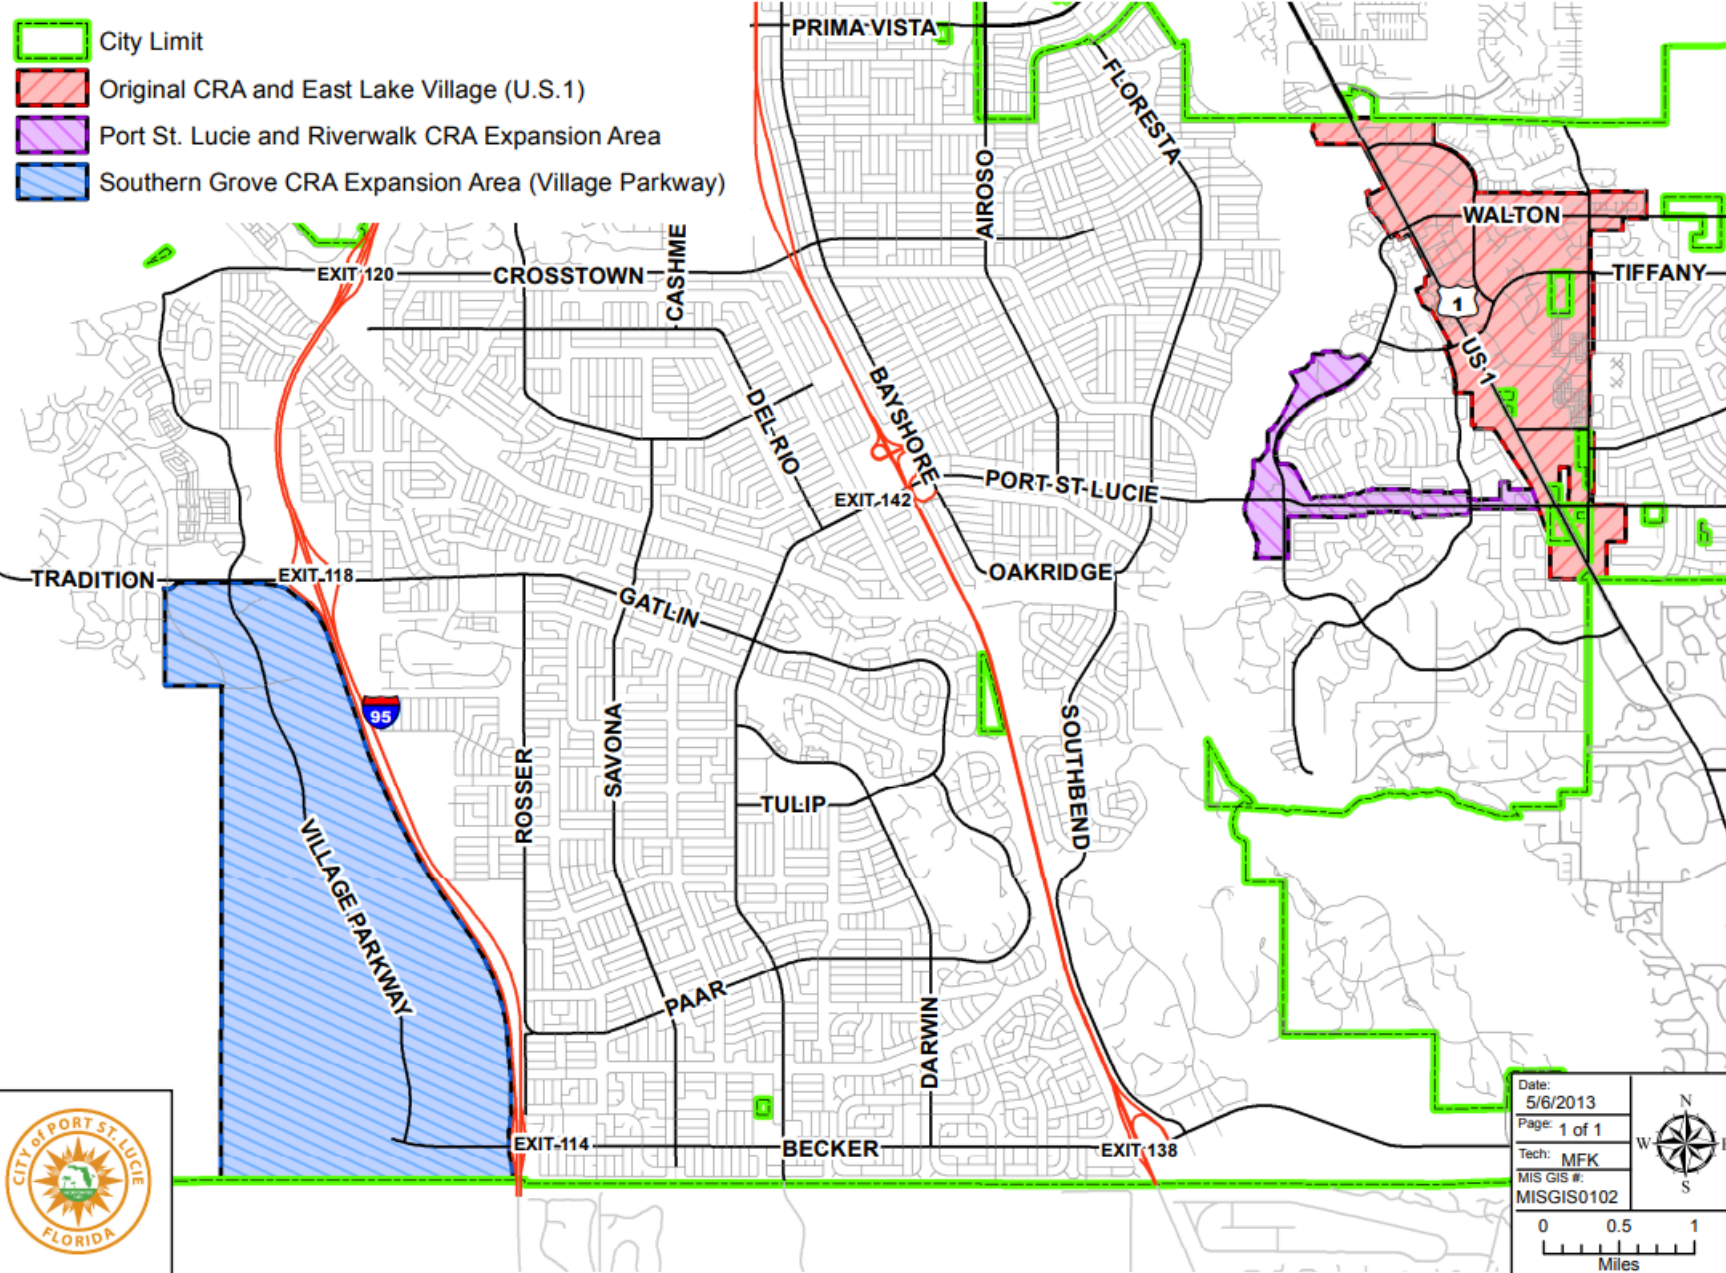 City Limit
Original CRA and East Lake Village (U.S.1)
Port St. Lucie and Riverwalk CRA Expansion Area
Southern Grove CRA Expansion Area (Village Parkway)
PRIMA VISTA
FLORESTA
AIROSO
WALTON
CASHME
EXIT 120
CROSSTOWN
TIFFANY
1
US 1
BAYSHORE
DEL RIO
PORT ST LUCIE
EXIT 142
TRADITION
EXIT 118
OAKRIDGE
GATLIN
95
SAVONA
SOUTHBEND
ROSSER
TULIP
VILLAGE PARKWAY
PAAR
DARWIN
EXIT 114
BECKER
EXIT 138
CITY of PORT ST. LUCIE
FLORIDA
Date:
5/6/2013
Page: 1 of 1
Tech: MFK
MIS GIS #:
MISGIS0102
N
W
S
0 0.5 1
Miles